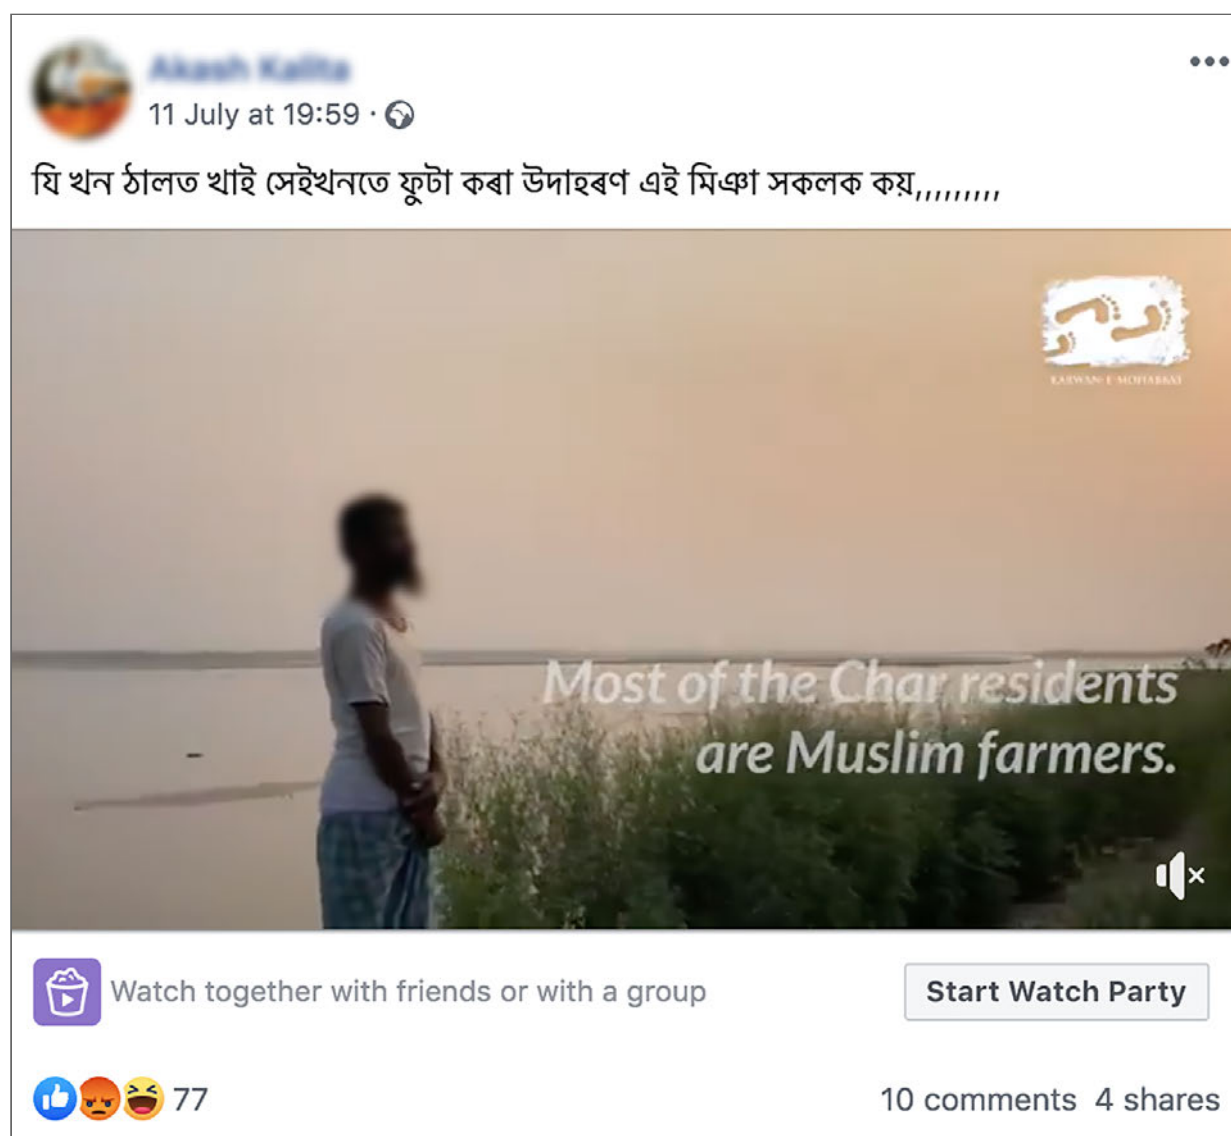 Akash Kalita
11 July at 19:59 ·
যি খন ঠালত খাই সেইখনতে ফুটা কৰা উদাহৰণ এই মিঞা সকলক কয়,,,,,,,,,
KARWAN-E-MOHABBAT
Most of the Char residents
are Muslim farmers.
Watch together with friends or with a group
Start Watch Party
77
10 comments 4 shares